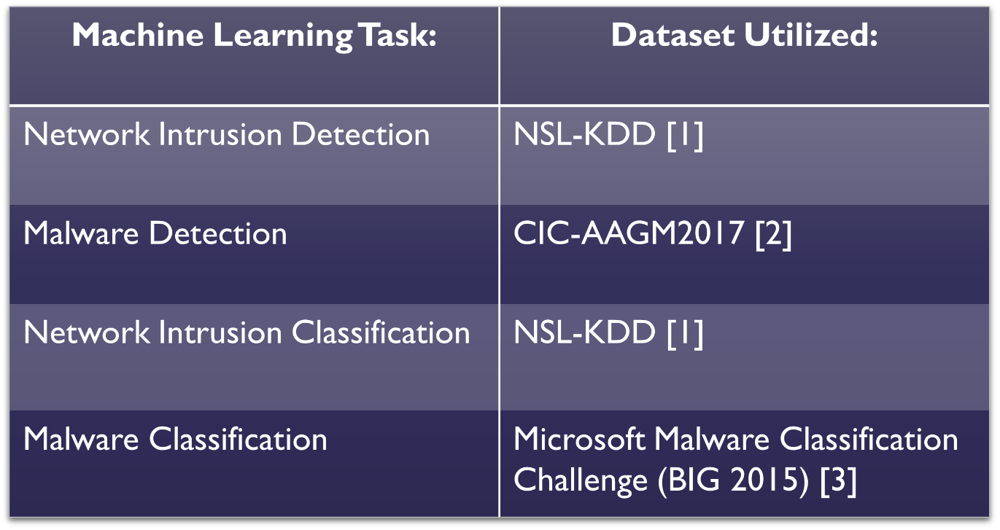 Machine Learning Task:
Dataset Utilized:
Network Intrusion Detection
NSL-KDD [1]
Malware Detection
CIC-AAGM2017 [2]
Network Intrusion Classification
NSL-KDD [1]
Malware Classification
Microsoft Malware Classification
Challenge (BIG 2015) [3]